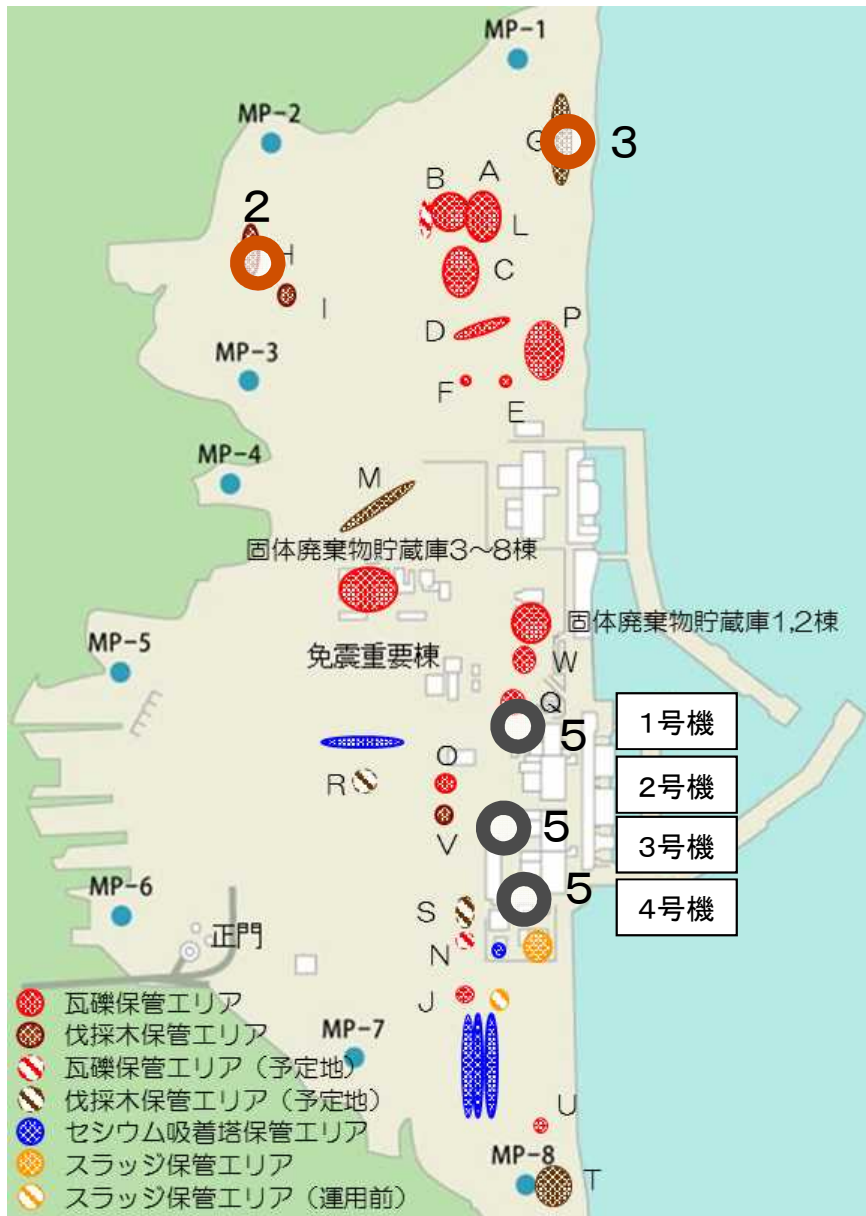 MP-1
MP-2
3
G
B
A
2
L
H
C
I
D
P
MP-3
F
E
MP-4
M
固体廃棄物貯蔵庫3～8棟
固体廃棄物貯蔵庫1,2棟
MP-5
免震重要棟
W
Q
5
1号機
O
2号機
R
5
3号機
V
MP-6
S
5
4号機
正門
N
J
瓦礫保管エリア
伐採木保管エリア
MP-7
瓦礫保管エリア（予定地）
伐採木保管エリア（予定地）
U
セシウム吸着塔保管エリア
スラッジ保管エリア
MP-8
T
スラッジ保管エリア（運用前）